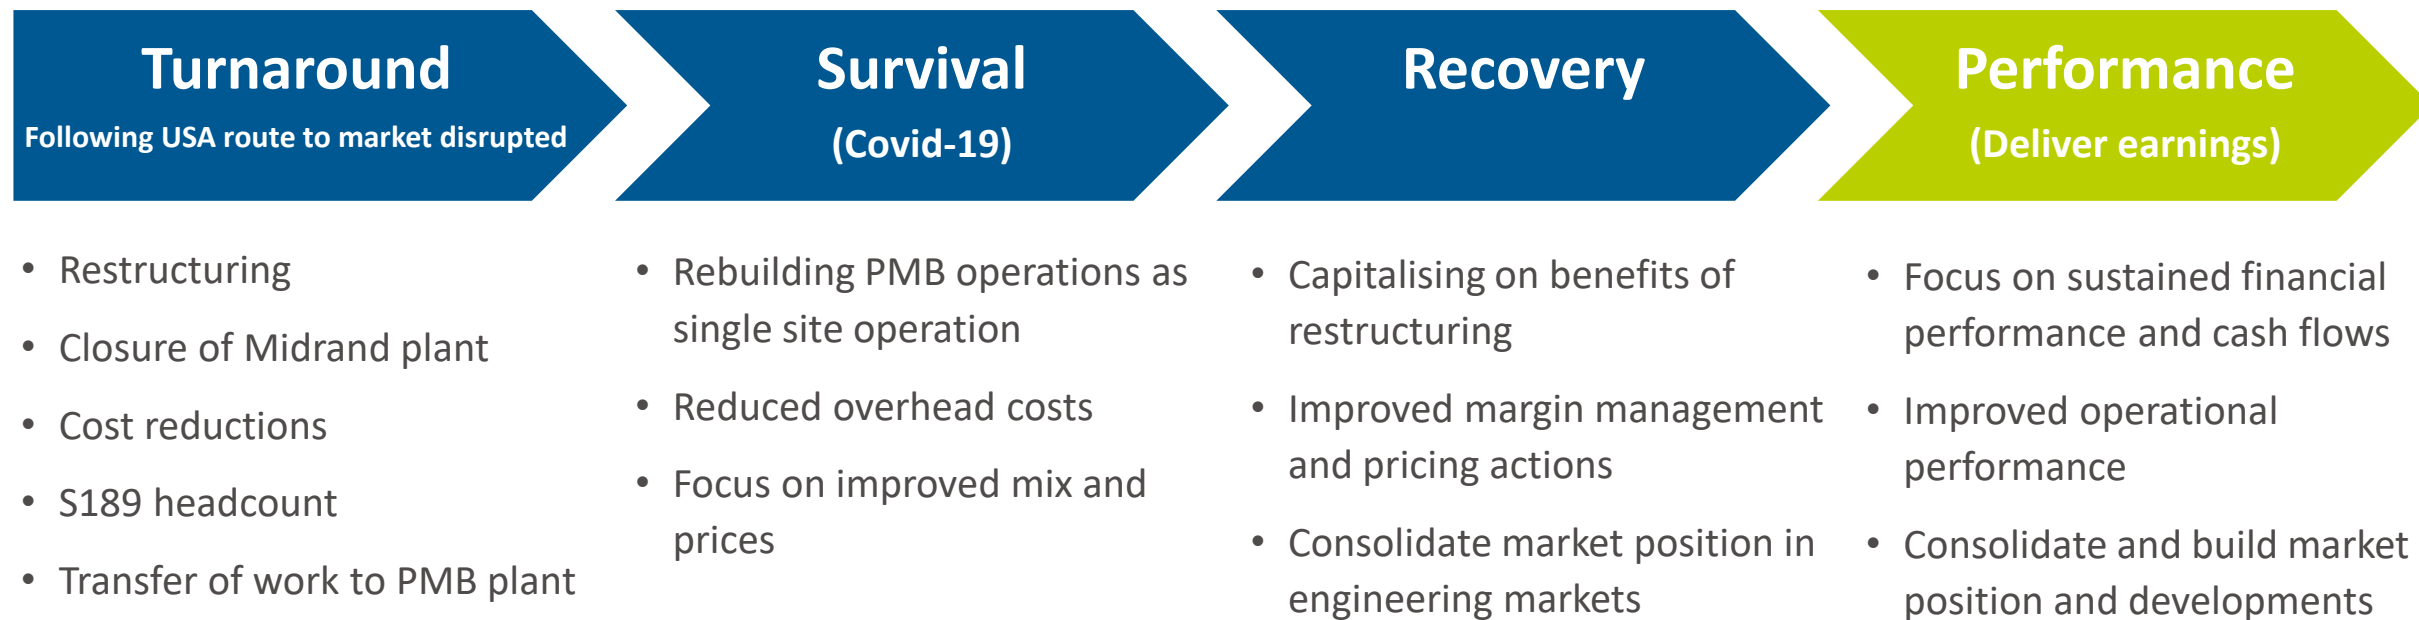 Turnaround
Following USA route to market disrupted
• Restructuring
• Closure of Midrand plant
• Cost reductions
• S189 headcount
• Transfer of work to PMB plant
Survival
(Covid-19)
• Rebuilding PMB operations as
single site operation
• Reduced overhead costs
• Focus on improved mix and
prices
Recovery
• Capitalising on benefits of
restructuring
• Improved margin management
and pricing actions
• Consolidate market position in
engineering markets
Performance
(Deliver earnings)
• Focus on sustained financial
performance and cash flows
• Improved operational
performance
• Consolidate and build market
position and developments